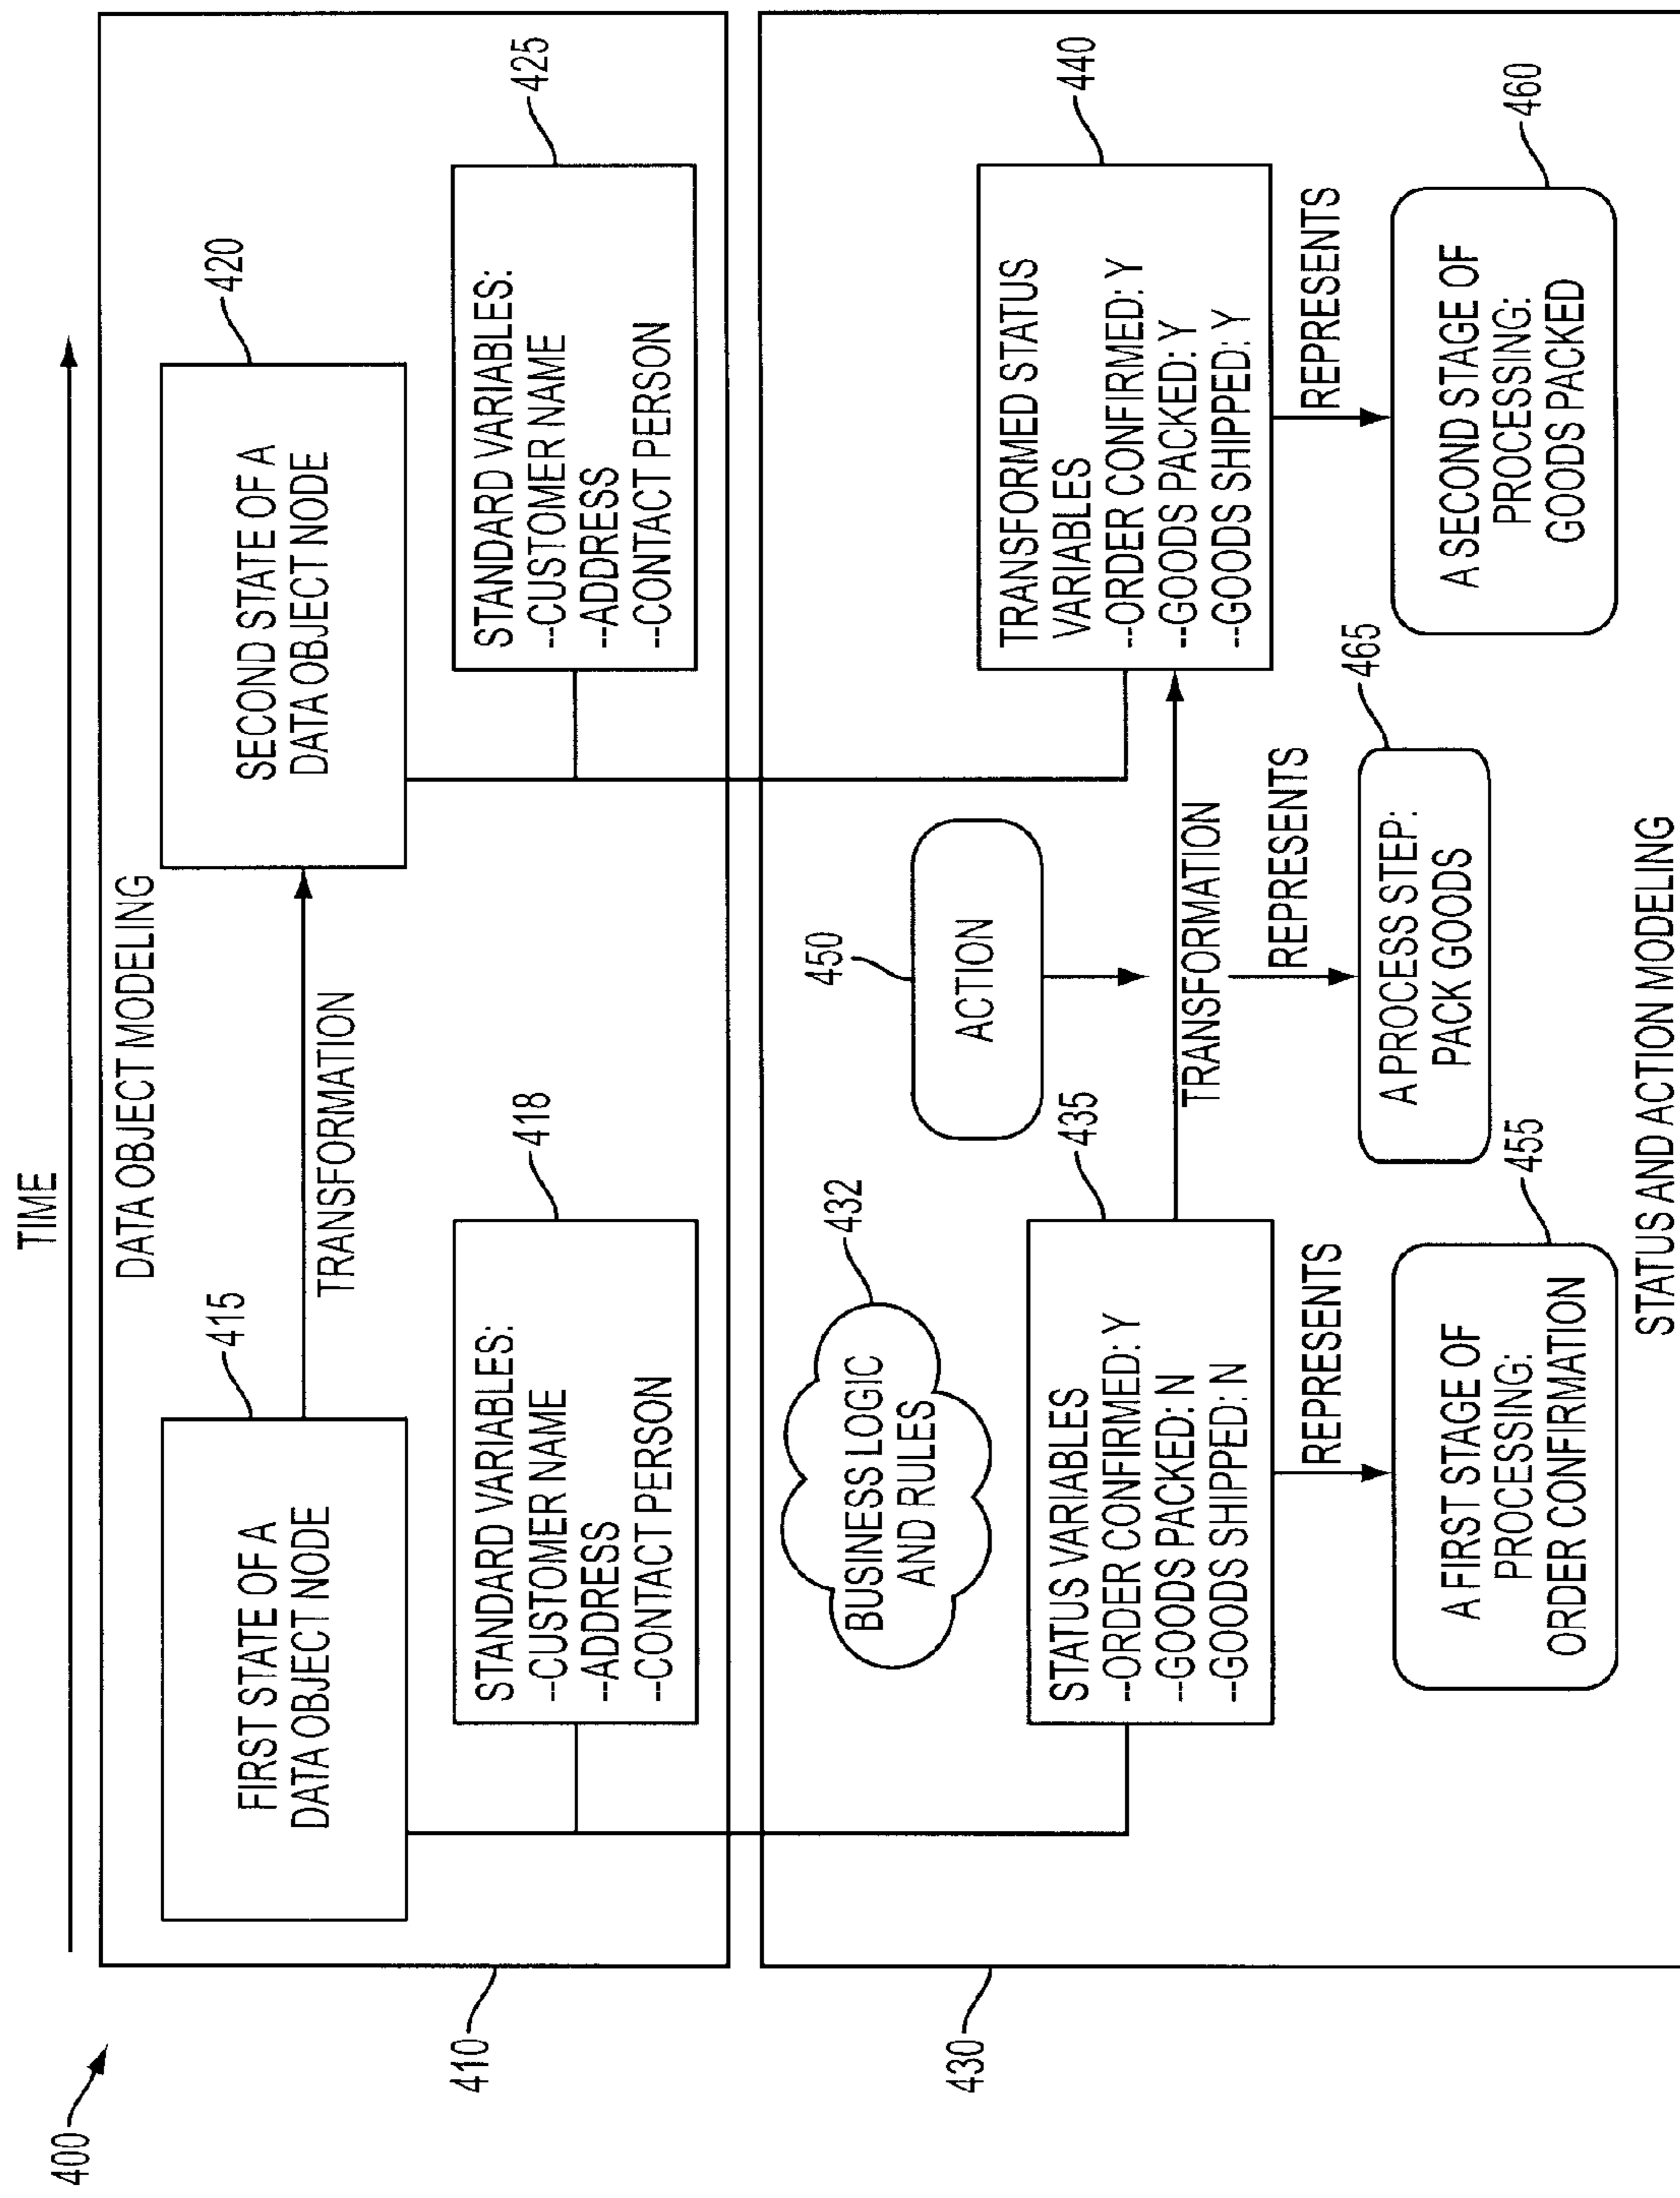 400
TIME
410
DATA OBJECT MODELING
415
FIRST STATE OF A
DATA OBJECT NODE
TRANSFORMATION
420
SECOND STATE OF A
DATA OBJECT NODE
418
STANDARD VARIABLES:
--CUSTOMER NAME
--ADDRESS
--CONTACT PERSON
425
STANDARD VARIABLES:
--CUSTOMER NAME
--ADDRESS
--CONTACT PERSON
430
432
BUSINESS LOGIC
AND RULES
450
ACTION
435
STATUS VARIABLES
--ORDER CONFIRMED: Y
--GOODS PACKED: N
--GOODS SHIPPED: N
TRANSFORMATION
440
TRANSFORMED STATUS
VARIABLES
--ORDER CONFIRMED: Y
--GOODS PACKED: Y
--GOODS SHIPPED: Y
REPRESENTS
REPRESENTS
REPRESENTS
455
A FIRST STAGE OF
PROCESSING:
ORDER CONFIRMATION
465
A PROCESS STEP:
PACK GOODS
460
A SECOND STAGE OF
PROCESSING:
GOODS PACKED
STATUS AND ACTION MODELING